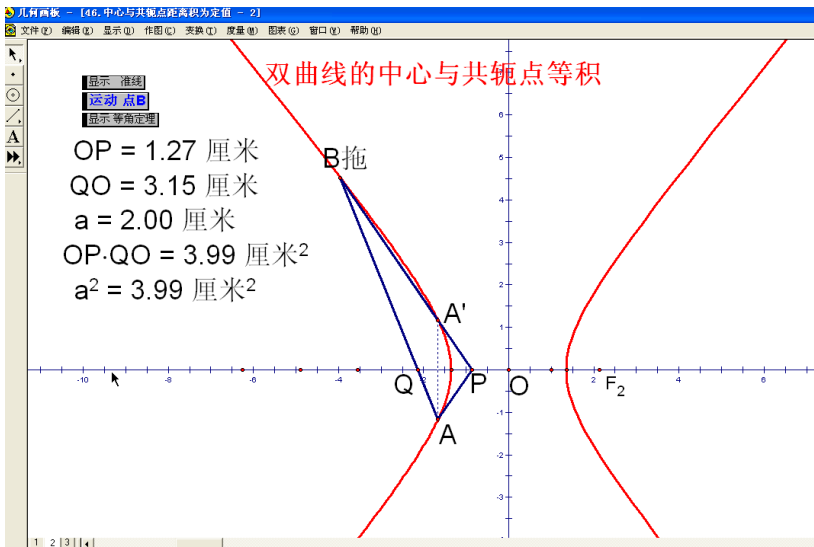 几何画板 - [46.中心与共轭点距离积为定值 - 2]
文件(F) 编辑(E) 显示(D) 作图(C) 变换(T) 度量(M) 图表(G) 窗口(W) 帮助(H)
双曲线的中心与共轭点等积
显示 准线
运动 点B
显示 等角定理
OP = 1.27 厘米
QO = 3.15 厘米
a = 2.00 厘米
OP·QO = 3.99 厘米²
a² = 3.99 厘米²
B拖
A'
Q P O F₂
A
-10 -8 -6 -4 -2 2 4 6
6
5
4
3
2
1
-1
-2
-3
1 2 3